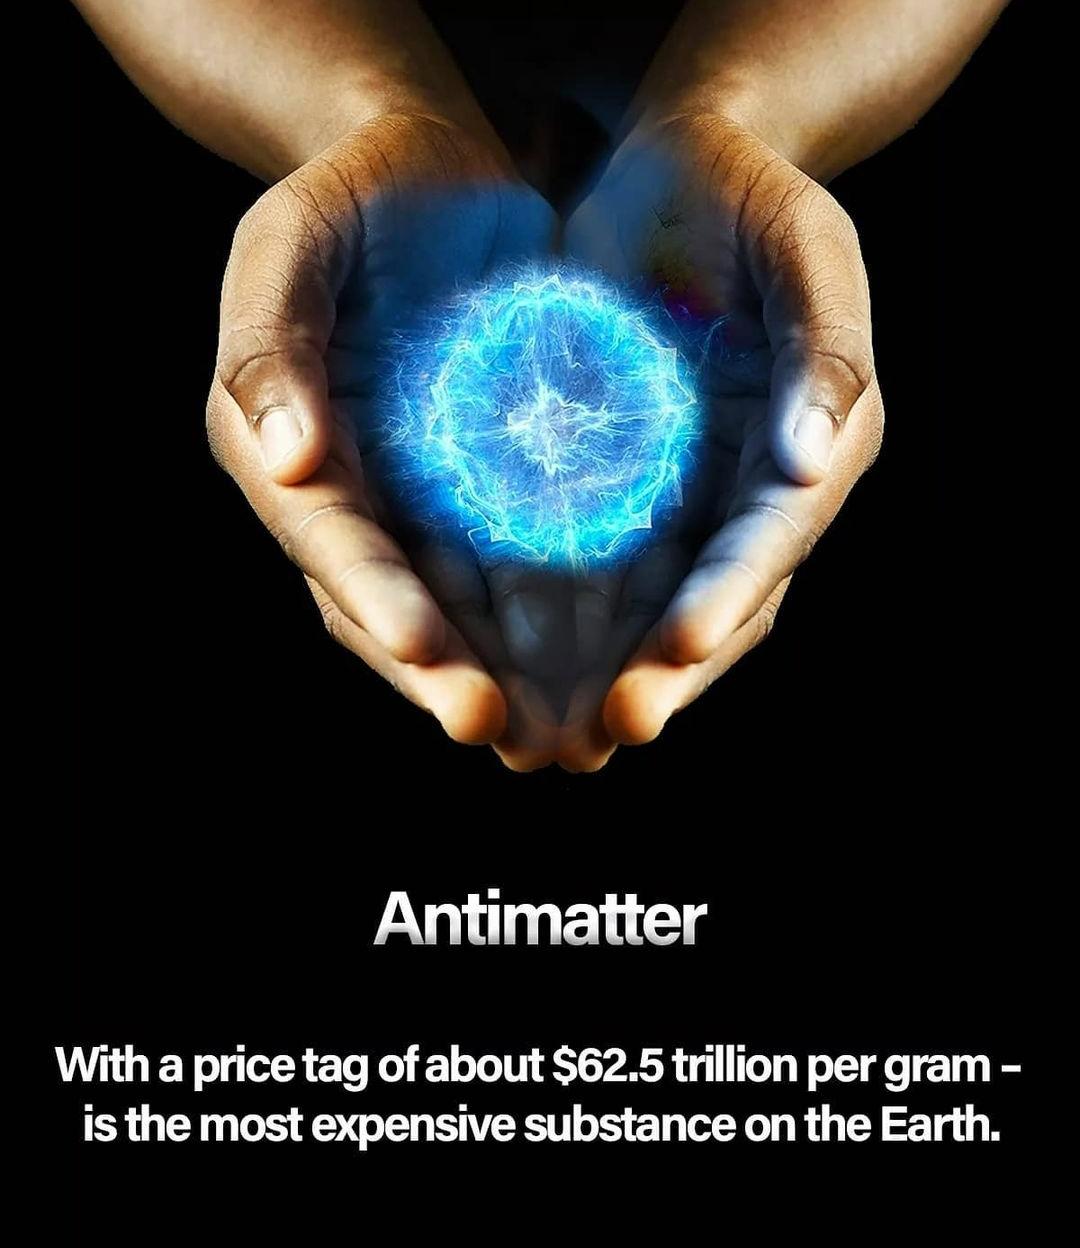 Antimatter
With a price tag of about $62.5 trillion per gram –
is the most expensive substance on the Earth.